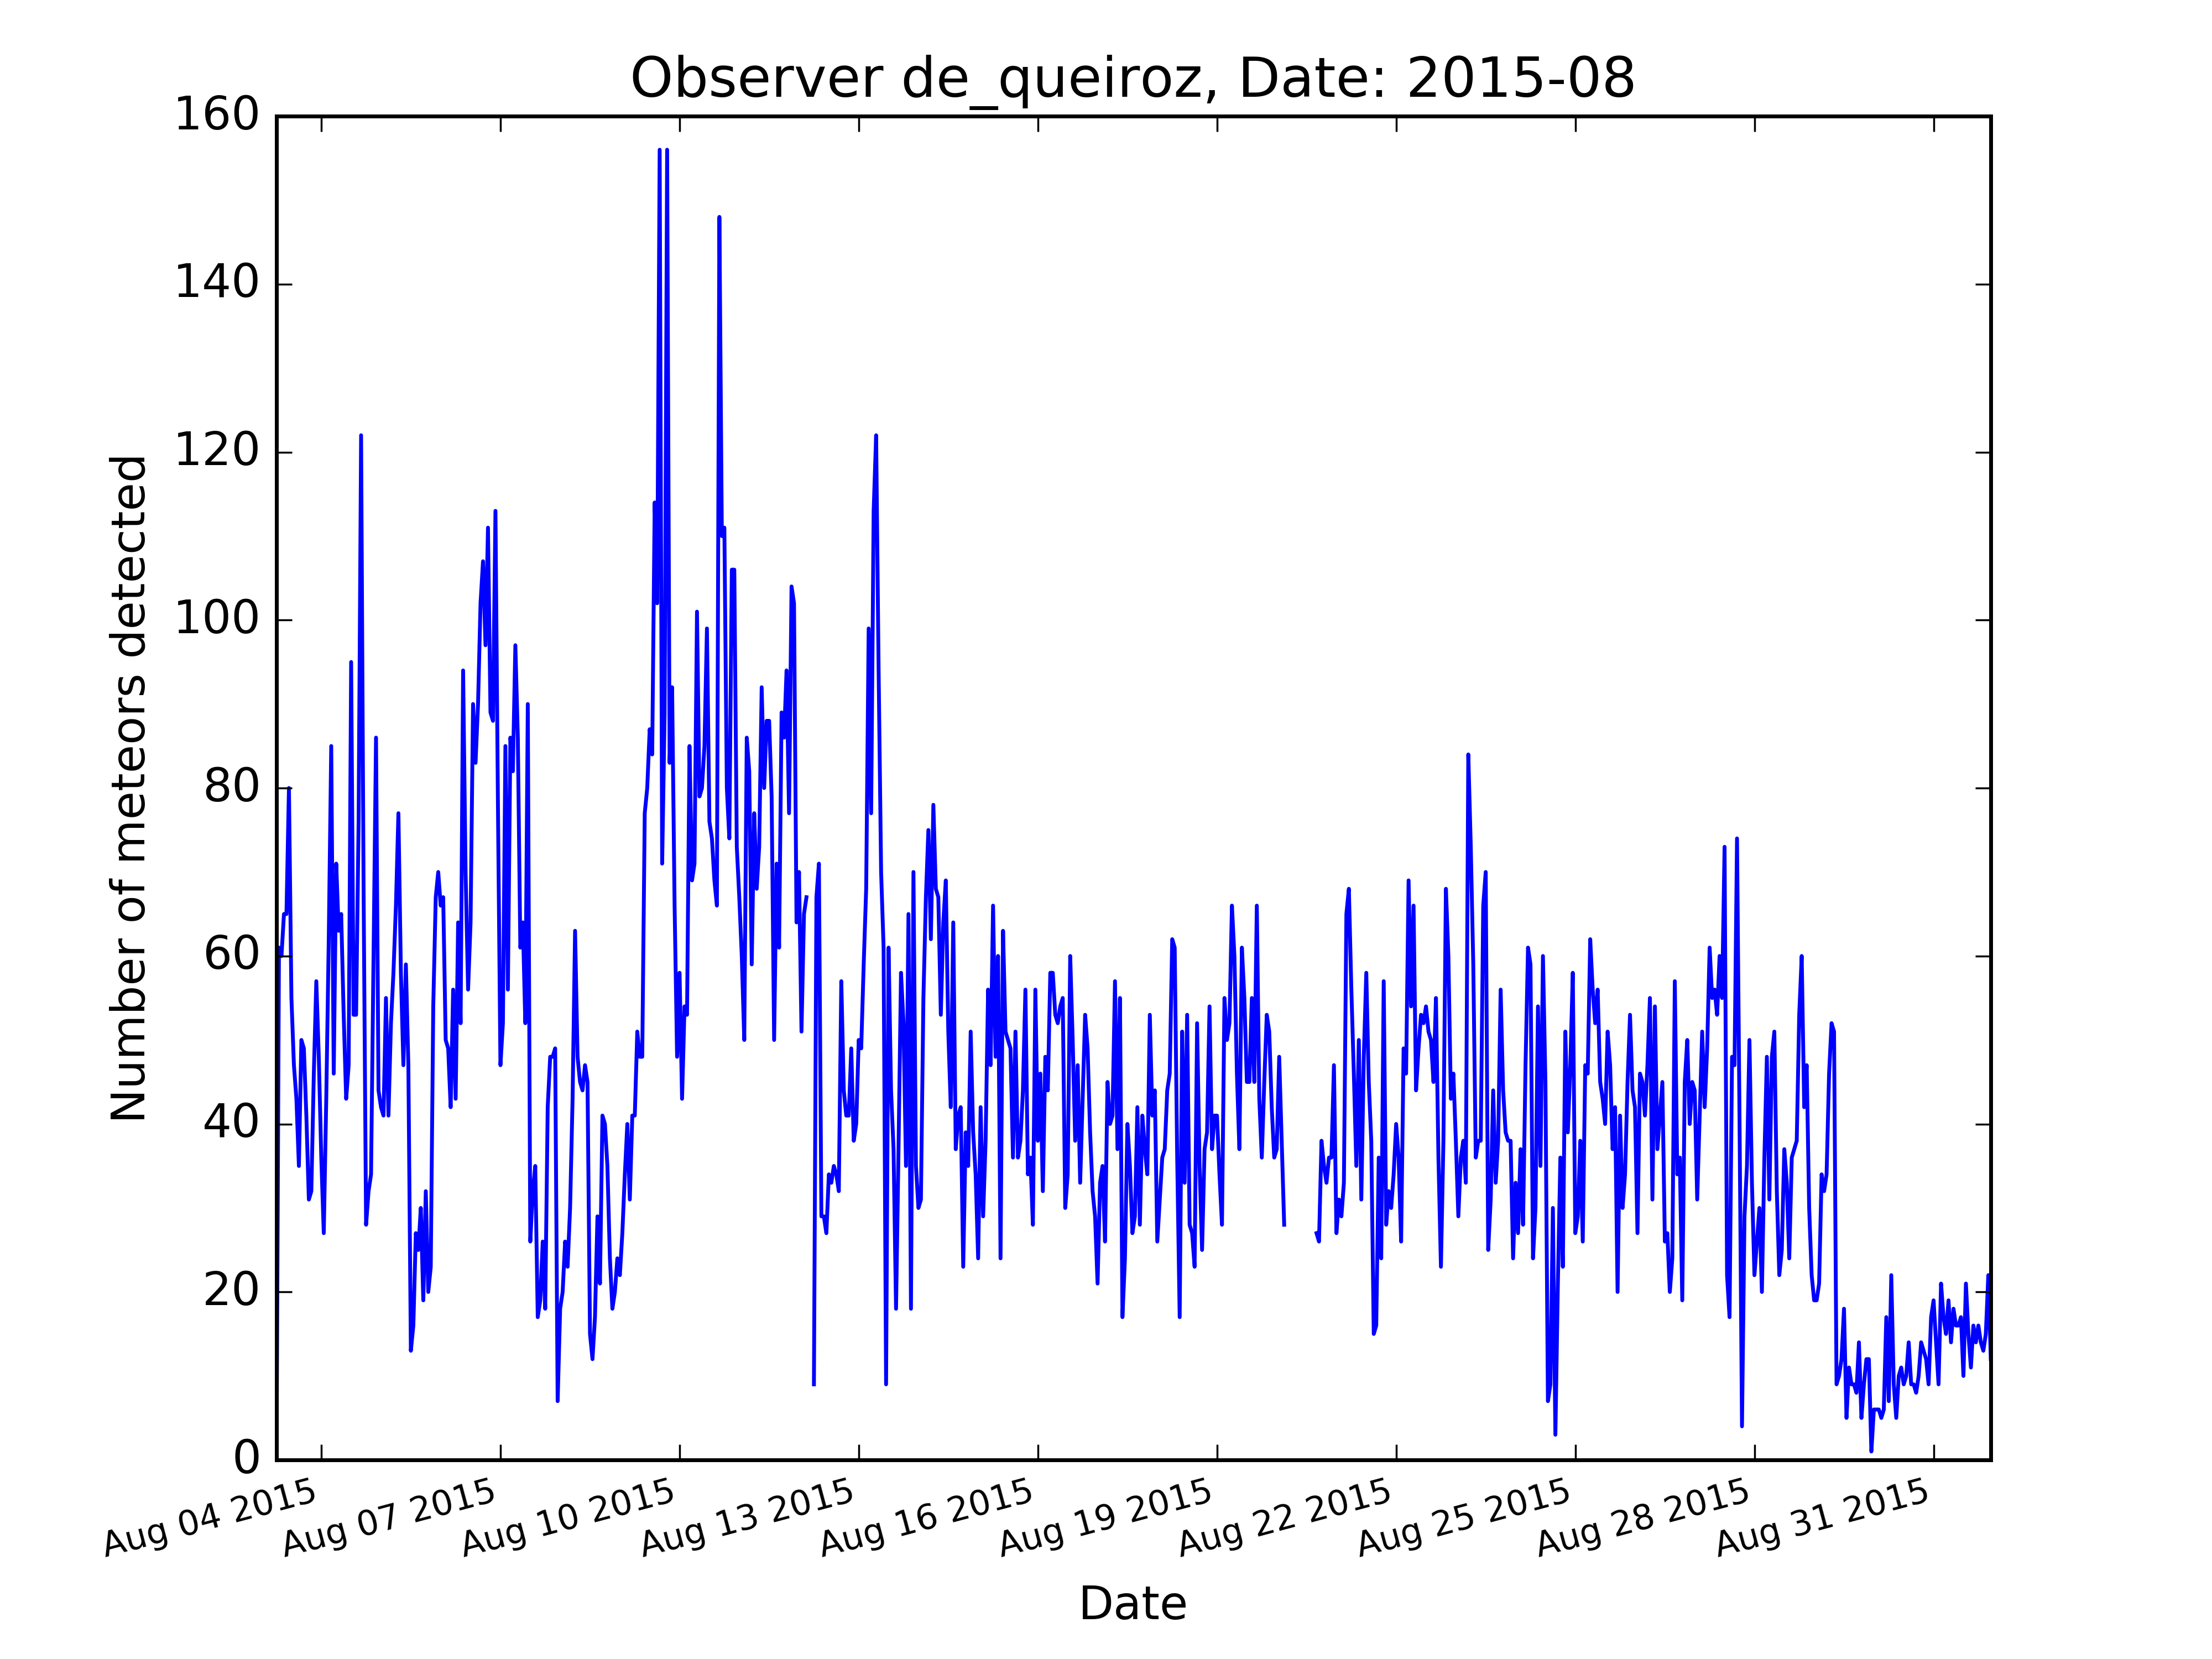 Observer de_queiroz, Date: 2015-08
160
140
120
100
80
60
40
20
0
Number of meteors detected
Aug 04 2015
Aug 07 2015
Aug 10 2015
Aug 13 2015
Aug 16 2015
Aug 19 2015
Aug 22 2015
Aug 25 2015
Aug 28 2015
Aug 31 2015
Date